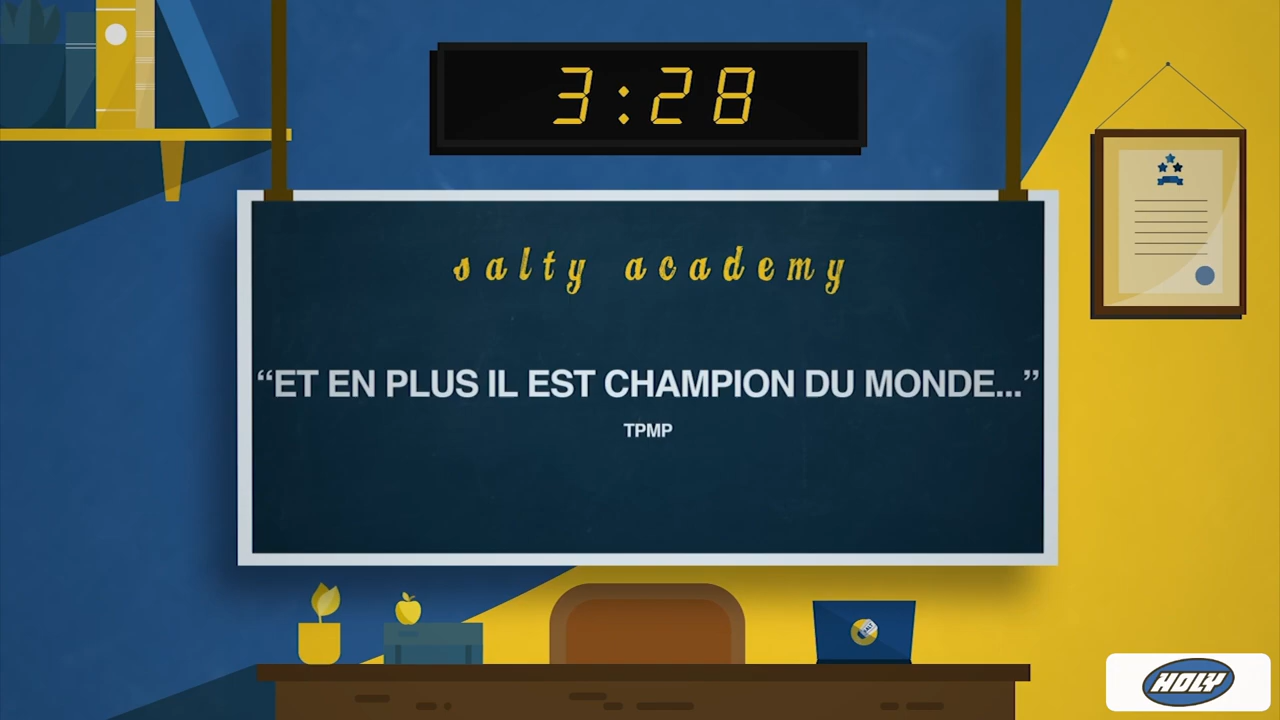 3:28
salty academy
“ET EN PLUS IL EST CHAMPION DU MONDE...”
TPMP
HOLY